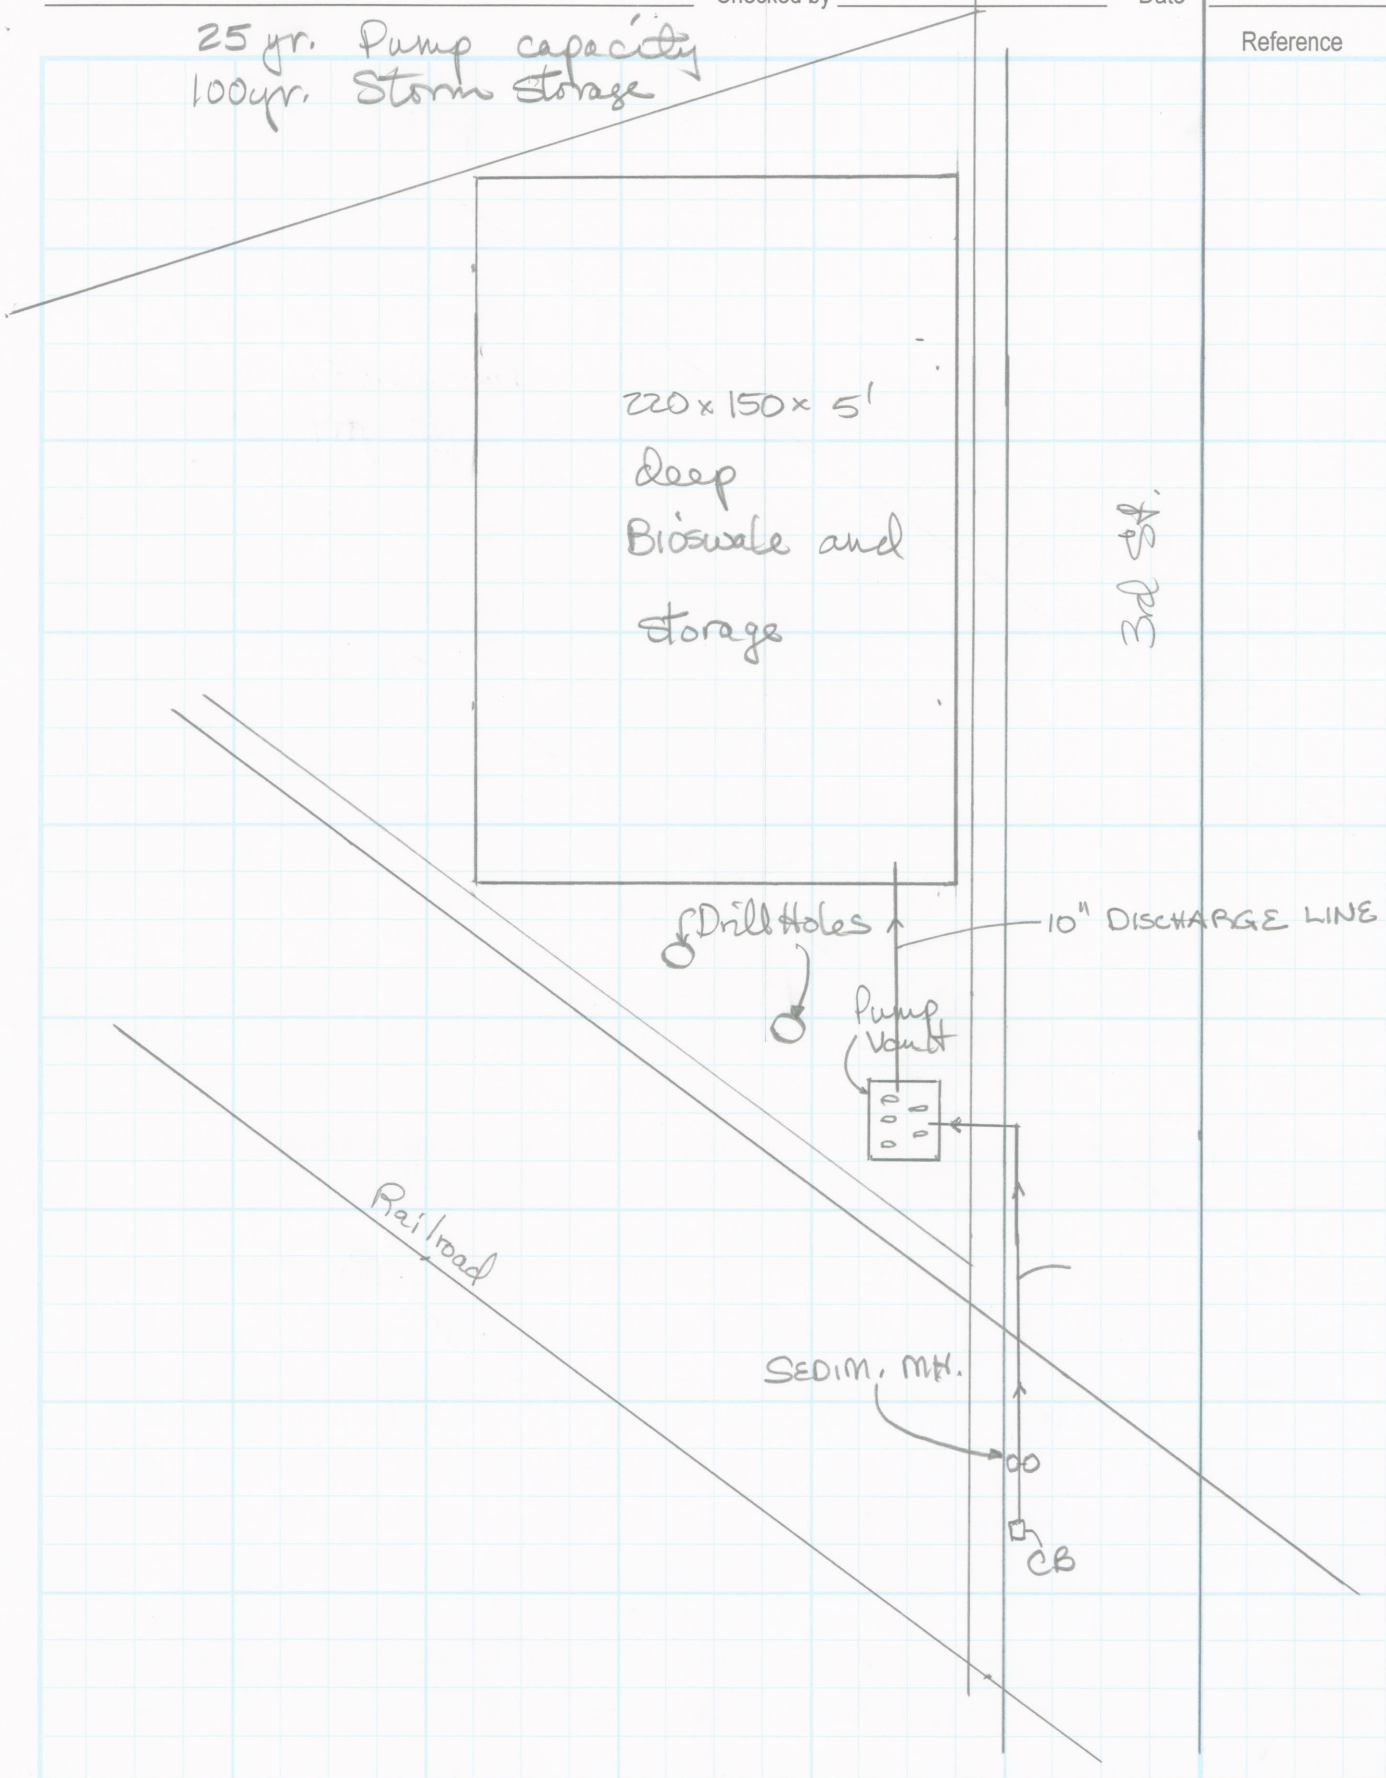 Checked by
Date
Reference
25 yr. Pump capacity
100yr. Storm Storage
220 x 150 x 5'
deep
Bioswale and
storage
3rd St.
Drill Holes
10" DISCHARGE LINE
Pump
Vault
Railroad
SEDIM. MH.
CB